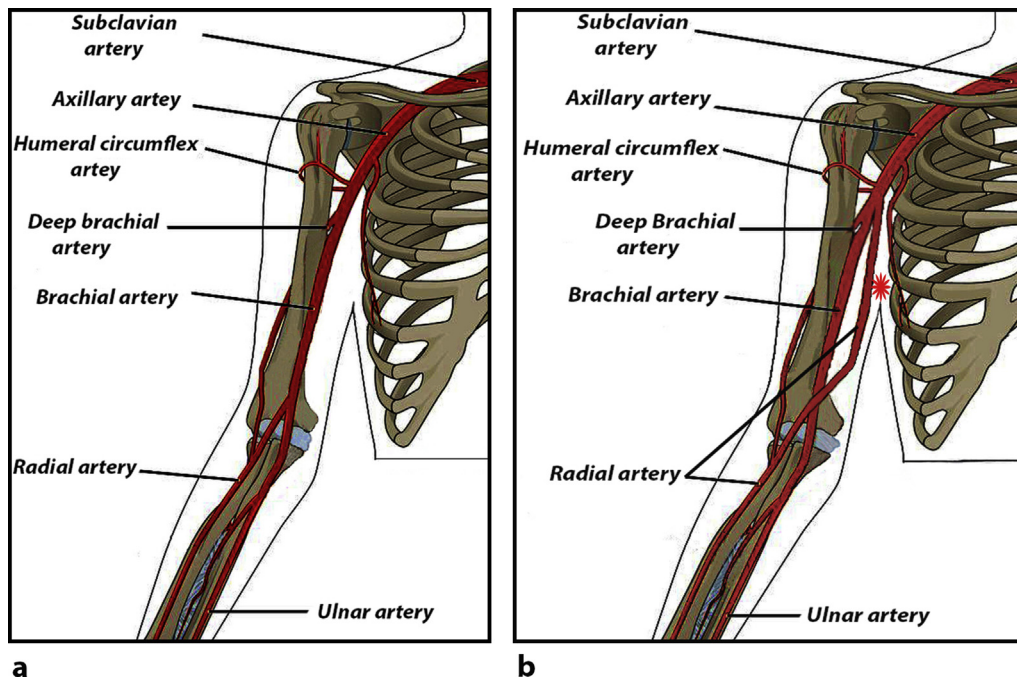 Subclavian
artery
Axillary artey
Humeral circumflex
artey
Deep brachial
artery
Brachial artery
Radial artery
Ulnar artery
a
Subclavian
artery
Axillary artery
Humeral circumflex
artery
Deep Brachial
artery
Brachial artery
Radial artery
Ulnar artery
b